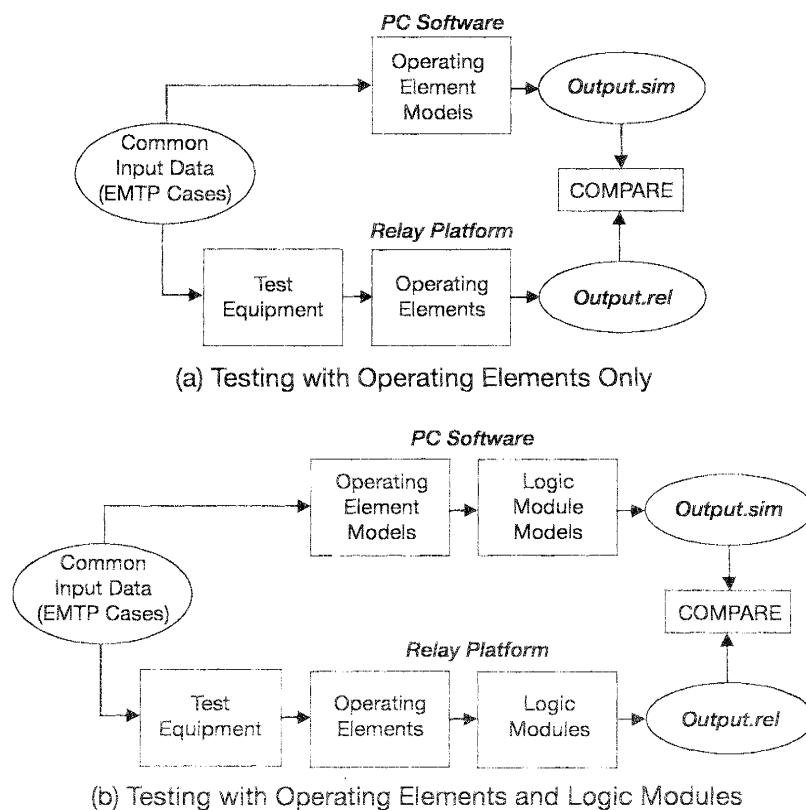 PC Software
Operating
Element
Models
Output.sim
Common
Input Data
(EMTP Cases)
COMPARE
Relay Platform
Test
Equipment
Operating
Elements
Output.rel
(a) Testing with Operating Elements Only
PC Software
Operating
Element
Models
Logic
Module
Models
Output.sim
Common
Input Data
(EMTP Cases)
COMPARE
Relay Platform
Test
Equipment
Operating
Elements
Logic
Modules
Output.rel
(b) Testing with Operating Elements and Logic Modules